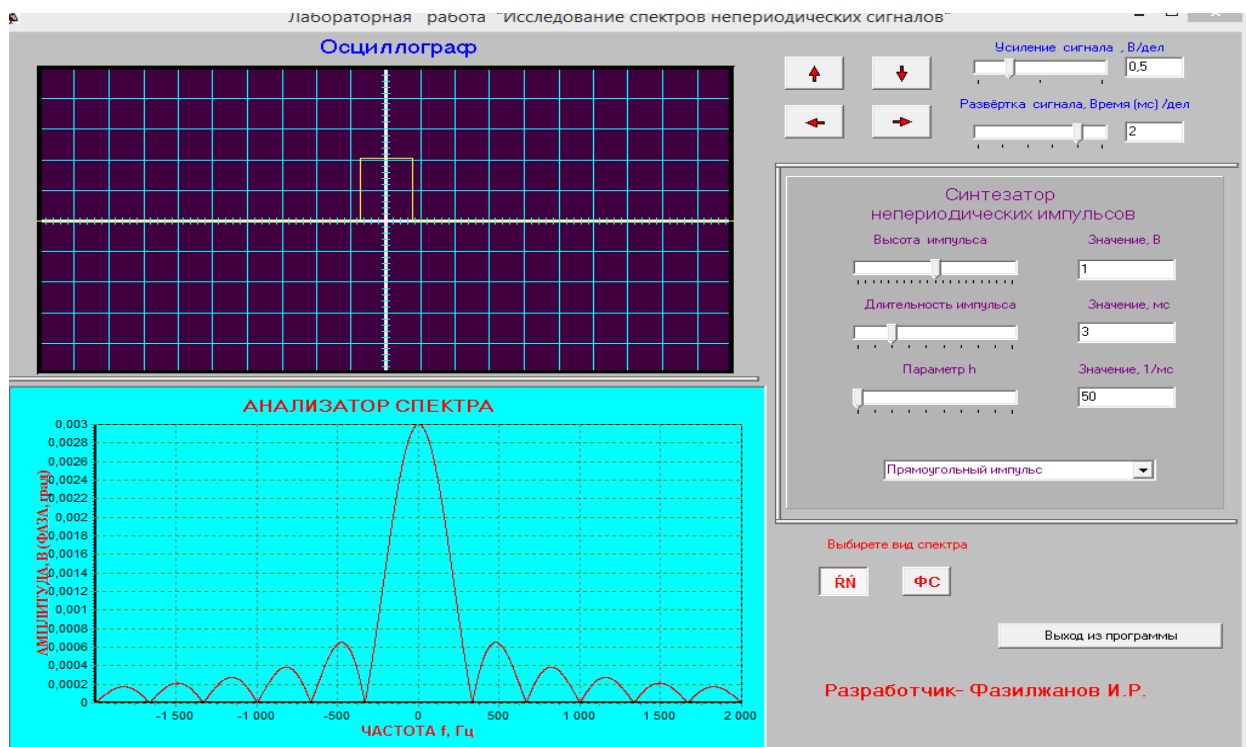 Лабораторная работа "Исследование спектров непериодических сигналов"
Осциллограф
Усиление сигнала , В/дел
0,5
Развёртка сигнала, Время (мс) /дел
2
Синтезатор
непериодических импульсов
Высота импульса Значение, В
1
Длительность импульса Значение, мс
3
Параметр h Значение, 1/мс
50
Прямоугольный импульс
АНАЛИЗАТОР СПЕКТРА
АМПЛИТУДА, В (ФАЗА, град)
0,003
0,0028
0,0026
0,0024
0,0022
0,002
0,0018
0,0016
0,0014
0,0012
0,001
0,0008
0,0006
0,0004
0,0002
0
-1 500 -1 000 -500 0 500 1 000 1 500 2 000
ЧАСТОТА f, Гц
Выбирете вид спектра
ŔŃ ФС
Выход из программы
Разработчик- Фазилжанов И.Р.